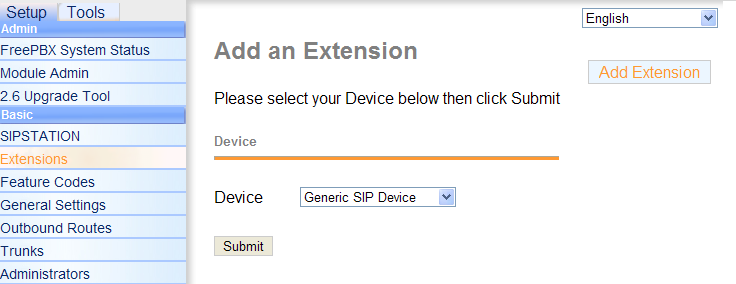 Setup
Tools
Admin
FreePBX System Status
Module Admin
2.6 Upgrade Tool
Basic
SIPSTATION
Extensions
Feature Codes
General Settings
Outbound Routes
Trunks
Administrators
English
Add an Extension
Add Extension
Please select your Device below then click Submit
Device
Device
Generic SIP Device
Submit